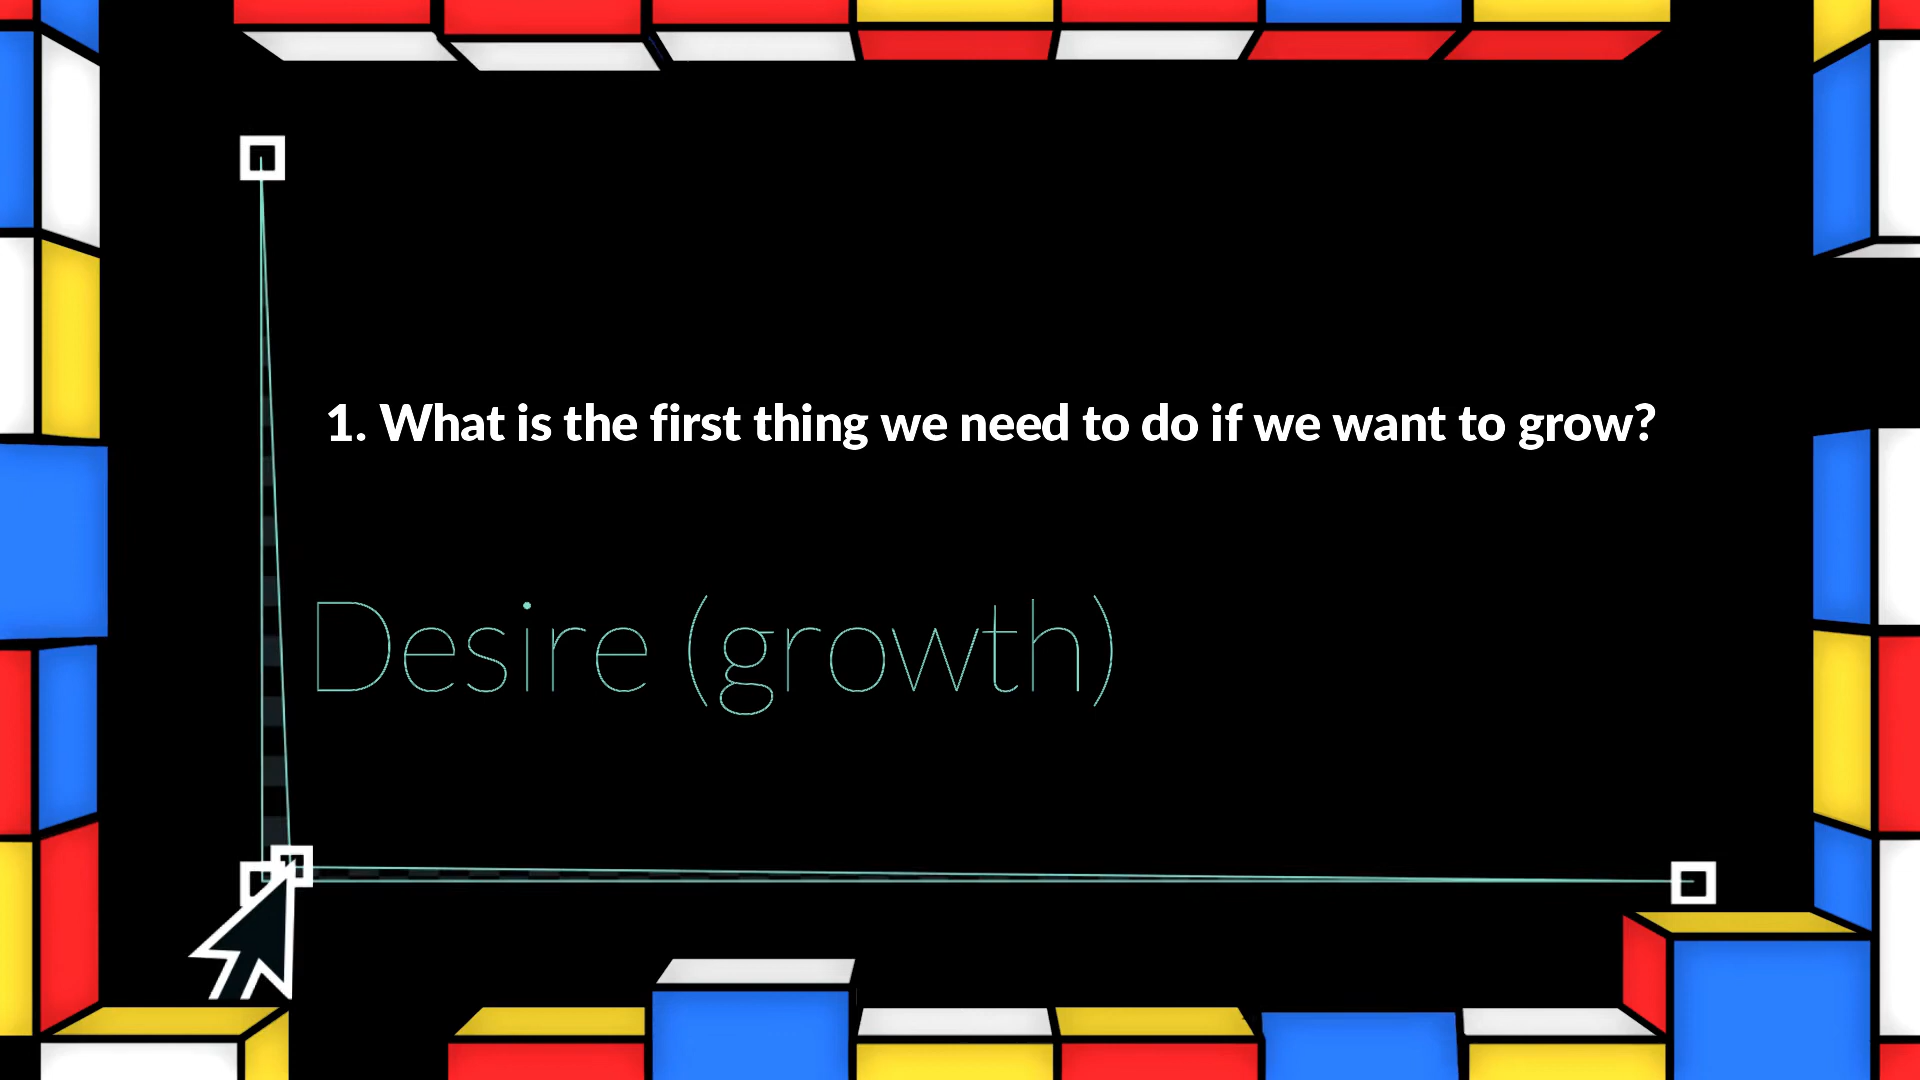 1. What is the first thing we need to do if we want to grow?
Desire (growth)